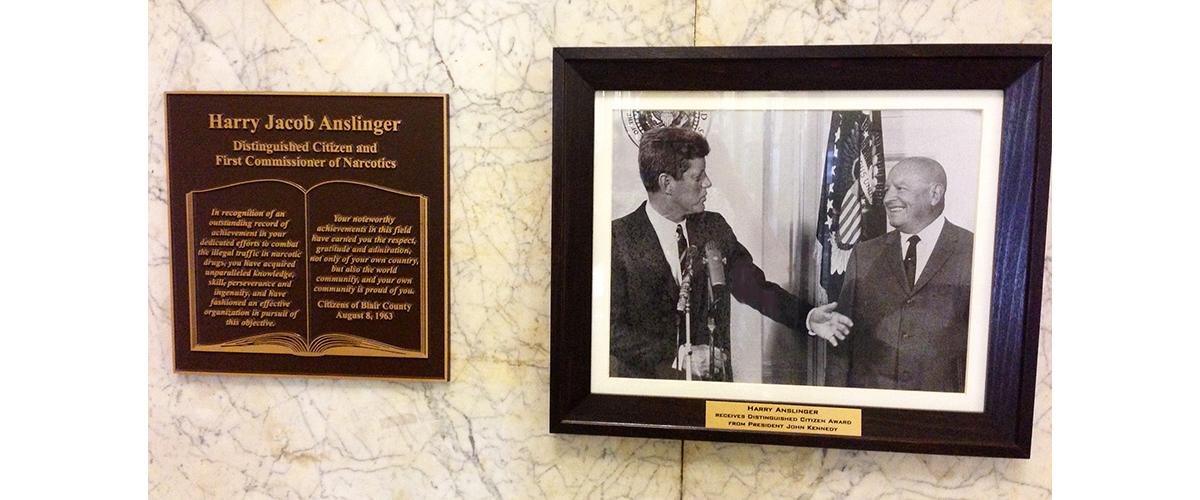 Harry Jacob Anslinger
Distinguished Citizen and
First Commissioner of Narcotics
In recognition of an
outstanding record of
achievement in your
dedicated efforts to combat
the illegal traffic in narcotic
drugs, you have acquired
unparalleled knowledge,
skill, perseverance and
ingenuity, and have
fashioned an effective
organization in pursuit of
this objective.
Your noteworthy
achievements in this field
have earned you the respect,
gratitude and admiration,
not only of your own country,
but also the world
community, and your own
community is proud of you.
Citizens of Blair County
August 8, 1963
HARRY ANSLINGER
RECEIVES DISTINGUISHED CITIZEN AWARD
FROM PRESIDENT JOHN KENNEDY